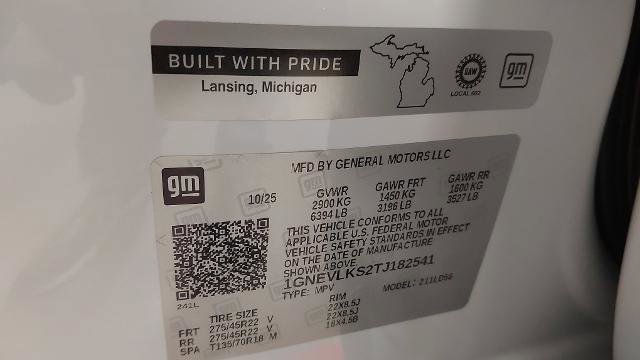 BUILT WITH PRIDE
Lansing, Michigan
UAW
LOCAL 602
gm
gm
MFD BY GENERAL MOTORS LLC
10/25 GVWR GAWR FRT GAWR RR
2900 KG 1450 KG 1600 KG
6394 LB 3196 LB 3527 LB
THIS VEHICLE CONFORMS TO ALL
APPLICABLE U.S. FEDERAL MOTOR
VEHICLE SAFETY STANDARDS IN EFFECT
ON THE DATE OF MANUFACTURE
SHOWN ABOVE.
1GNEVLKS2TJ182541
TYPE: MPV MODEL: 211LD56
241L
TIRE SIZE RIM
FRT 275/45R22 V 22X8.5J
RR 275/45R22 V 22X8.5J
SPA T135/70R18 M 18X4.5B